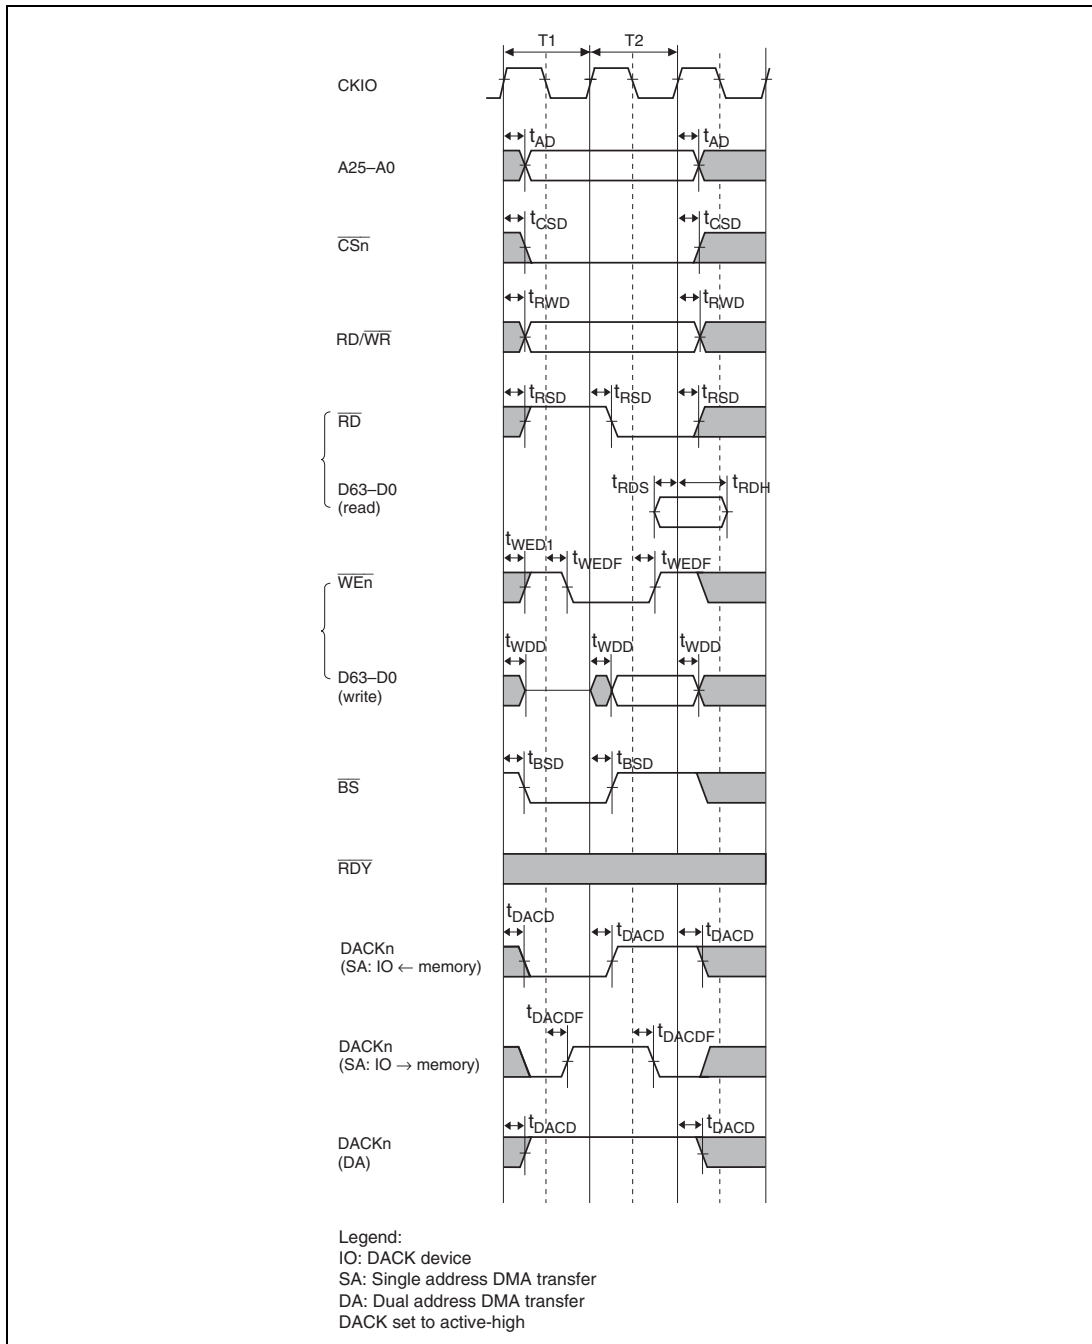 T1 T2
CKIO
tAD tAD
A25–A0
tCSD tCSD
CSn
tRWD tRWD
RD/WR
tRSD tRSD tRSD
RD
tRDS tRDH
D63–D0
(read)
tWED1 tWEDF tWEDF
WEn
tWDD tWDD tWDD
D63–D0
(write)
tBSD tBSD
BS
RDY
tDACD tDACD tDACD
DACKn
(SA: IO ← memory)
tDACDF tDACDF
DACKn
(SA: IO → memory)
tDACD tDACD
DACKn
(DA)
Legend:
IO: DACK device
SA: Single address DMA transfer
DA: Dual address DMA transfer
DACK set to active-high